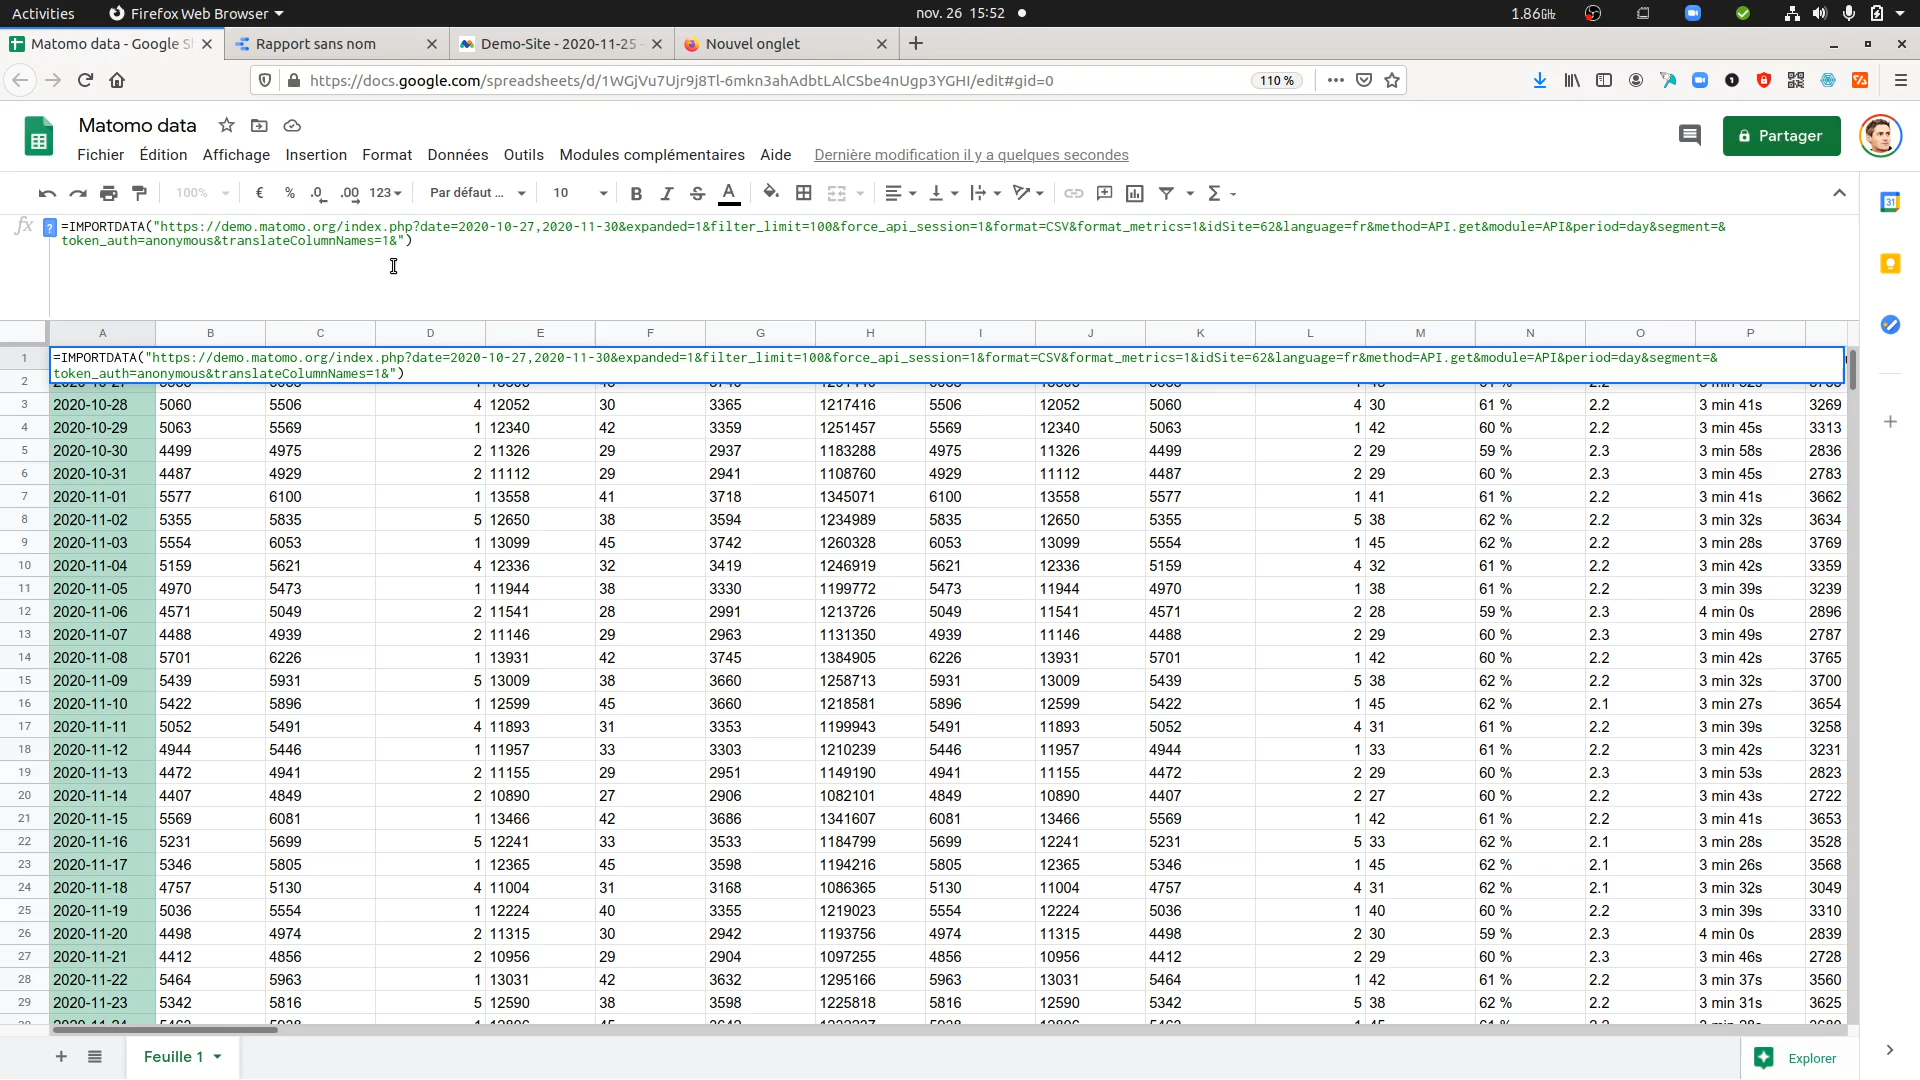 Activities Firefox Web Browser nov. 26 15:52 1.86GHz
Matomo data - Google S Rapport sans nom Demo-Site - 2020-11-25 - Nouvel onglet
https://docs.google.com/spreadsheets/d/1WGjVu7Ujr9j8Tl-6mkn3ahAdbtLAlCSbe4nUgp3YGHI/edit#gid=0 110 %
Matomo data
Partager
Fichier Édition Affichage Insertion Format Données Outils Modules complémentaires Aide Dernière modification il y a quelques secondes
100% € % .0 .00 123 Par défaut ... 10 B I S A
fx ? =IMPORTDATA("https://demo.matomo.org/index.php?date=2020-10-27,2020-11-30&expanded=1&filter_limit=100&force_api_session=1&format=CSV&format_metrics=1&idSite=62&language=fr&method=API.get&module=API&period=day&segment=&
token_auth=anonymous&translateColumnNames=1&")
A B C D E F G H I J K L M N O P
1 =IMPORTDATA("https://demo.matomo.org/index.php?date=2020-10-27,2020-11-30&expanded=1&filter_limit=100&force_api_session=1&format=CSV&format_metrics=1&idSite=62&language=fr&method=API.get&module=API&period=day&segment=&
token_auth=anonymous&translateColumnNames=1&")
2
3 2020-10-28 5060 5506 4 12052 30 3365 1217416 5506 12052 5060 4 30 61 % 2.2 3 min 41s 3269
4 2020-10-29 5063 5569 1 12340 42 3359 1251457 5569 12340 5063 1 42 60 % 2.2 3 min 45s 3313
5 2020-10-30 4499 4975 2 11326 29 2937 1183288 4975 11326 4499 2 29 59 % 2.3 3 min 58s 2836
6 2020-10-31 4487 4929 2 11112 29 2941 1108760 4929 11112 4487 2 29 60 % 2.3 3 min 45s 2783
7 2020-11-01 5577 6100 1 13558 41 3718 1345071 6100 13558 5577 1 41 61 % 2.2 3 min 41s 3662
8 2020-11-02 5355 5835 5 12650 38 3594 1234989 5835 12650 5355 5 38 62 % 2.2 3 min 32s 3634
9 2020-11-03 5554 6053 1 13099 45 3742 1260328 6053 13099 5554 1 45 62 % 2.2 3 min 28s 3769
10 2020-11-04 5159 5621 4 12336 32 3419 1246919 5621 12336 5159 4 32 61 % 2.2 3 min 42s 3359
11 2020-11-05 4970 5473 1 11944 38 3330 1199772 5473 11944 4970 1 38 61 % 2.2 3 min 39s 3239
12 2020-11-06 4571 5049 2 11541 28 2991 1213726 5049 11541 4571 2 28 59 % 2.3 4 min 0s 2896
13 2020-11-07 4488 4939 2 11146 29 2963 1131350 4939 11146 4488 2 29 60 % 2.3 3 min 49s 2787
14 2020-11-08 5701 6226 1 13931 42 3745 1384905 6226 13931 5701 1 42 60 % 2.2 3 min 42s 3765
15 2020-11-09 5439 5931 5 13009 38 3660 1258713 5931 13009 5439 5 38 62 % 2.2 3 min 32s 3700
16 2020-11-10 5422 5896 1 12599 45 3660 1218581 5896 12599 5422 1 45 62 % 2.1 3 min 27s 3654
17 2020-11-11 5052 5491 4 11893 31 3353 1199943 5491 11893 5052 4 31 61 % 2.2 3 min 39s 3258
18 2020-11-12 4944 5446 1 11957 33 3303 1210239 5446 11957 4944 1 33 61 % 2.2 3 min 42s 3231
19 2020-11-13 4472 4941 2 11155 29 2951 1149190 4941 11155 4472 2 29 60 % 2.3 3 min 53s 2823
20 2020-11-14 4407 4849 2 10890 27 2906 1082101 4849 10890 4407 2 27 60 % 2.2 3 min 43s 2722
21 2020-11-15 5569 6081 1 13466 42 3686 1341607 6081 13466 5569 1 42 61 % 2.2 3 min 41s 3653
22 2020-11-16 5231 5699 5 12241 33 3533 1184799 5699 12241 5231 5 33 62 % 2.1 3 min 28s 3528
23 2020-11-17 5346 5805 1 12365 45 3598 1194216 5805 12365 5346 1 45 62 % 2.1 3 min 26s 3568
24 2020-11-18 4757 5130 4 11004 31 3168 1086365 5130 11004 4757 4 31 62 % 2.1 3 min 32s 3049
25 2020-11-19 5036 5554 1 12224 40 3355 1219023 5554 12224 5036 1 40 60 % 2.2 3 min 39s 3310
26 2020-11-20 4498 4974 2 11315 30 2942 1193756 4974 11315 4498 2 30 59 % 2.3 4 min 0s 2839
27 2020-11-21 4412 4856 2 10956 29 2904 1097255 4856 10956 4412 2 29 60 % 2.3 3 min 46s 2728
28 2020-11-22 5464 5963 1 13031 42 3632 1295166 5963 13031 5464 1 42 61 % 2.2 3 min 37s 3560
29 2020-11-23 5342 5816 5 12590 38 3598 1225818 5816 12590 5342 5 38 62 % 2.2 3 min 31s 3625
Feuille 1 Explorer